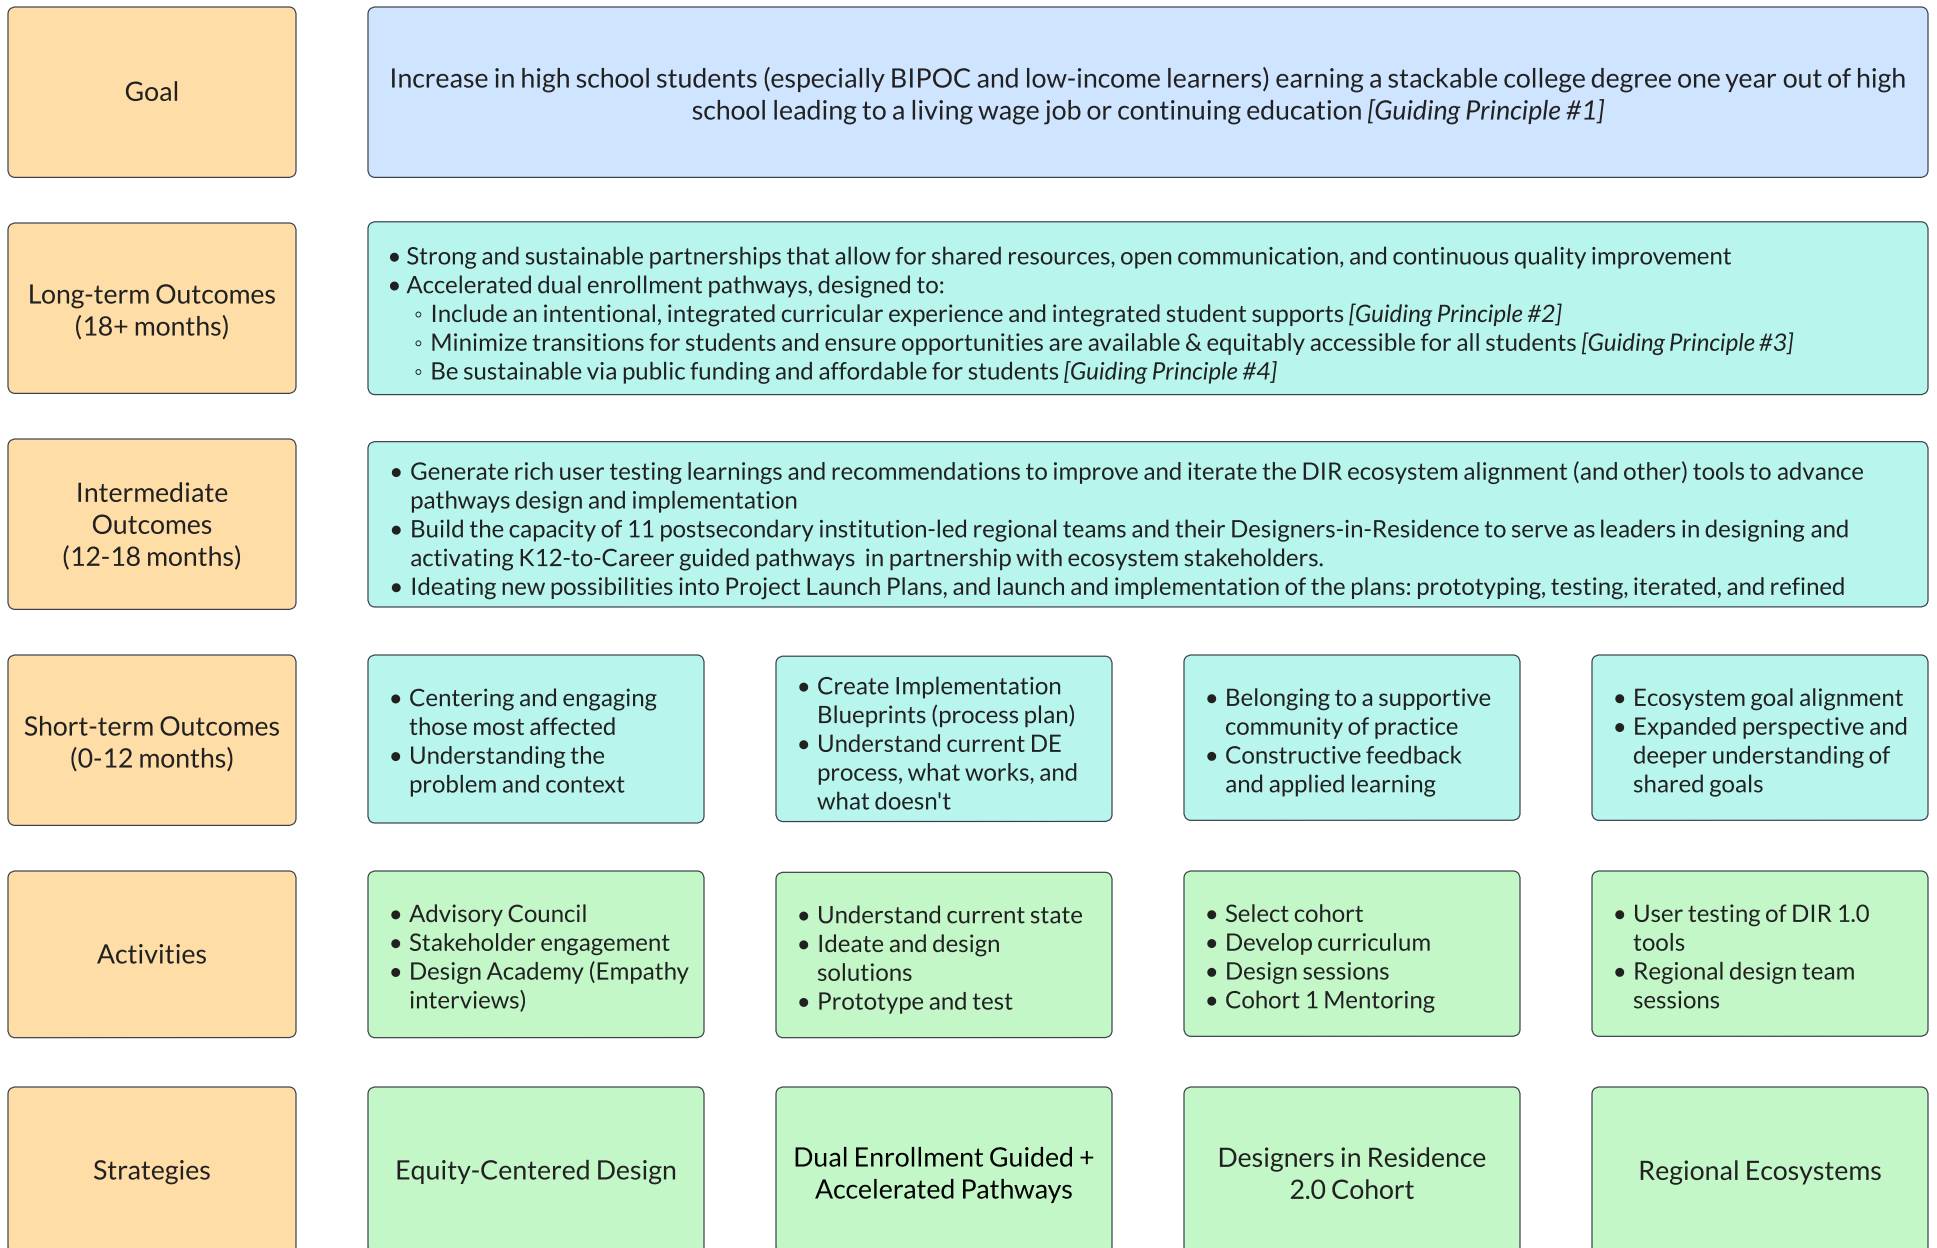 Goal
Increase in high school students (especially BIPOC and low-income learners) earning a stackable college degree one year out of high
school leading to a living wage job or continuing education [Guiding Principle #1]
Long-term Outcomes
(18+ months)
• Strong and sustainable partnerships that allow for shared resources, open communication, and continuous quality improvement
• Accelerated dual enrollment pathways, designed to:
◦ Include an intentional, integrated curricular experience and integrated student supports [Guiding Principle #2]
◦ Minimize transitions for students and ensure opportunities are available & equitably accessible for all students [Guiding Principle #3]
◦ Be sustainable via public funding and affordable for students [Guiding Principle #4]
Intermediate
Outcomes
(12-18 months)
• Generate rich user testing learnings and recommendations to improve and iterate the DIR ecosystem alignment (and other) tools to advance
pathways design and implementation
• Build the capacity of 11 postsecondary institution-led regional teams and their Designers-in-Residence to serve as leaders in designing and
activating K12-to-Career guided pathways in partnership with ecosystem stakeholders.
• Ideating new possibilities into Project Launch Plans, and launch and implementation of the plans: prototyping, testing, iterated, and refined
Short-term Outcomes
(0-12 months)
• Centering and engaging
those most affected
• Understanding the
problem and context
• Create Implementation
Blueprints (process plan)
• Understand current DE
process, what works, and
what doesn't
• Belonging to a supportive
community of practice
• Constructive feedback
and applied learning
• Ecosystem goal alignment
• Expanded perspective and
deeper understanding of
shared goals
Activities
• Advisory Council
• Stakeholder engagement
• Design Academy (Empathy
interviews)
• Understand current state
• Ideate and design
solutions
• Prototype and test
• Select cohort
• Develop curriculum
• Design sessions
• Cohort 1 Mentoring
• User testing of DIR 1.0
tools
• Regional design team
sessions
Strategies
Equity-Centered Design
Dual Enrollment Guided +
Accelerated Pathways
Designers in Residence
2.0 Cohort
Regional Ecosystems